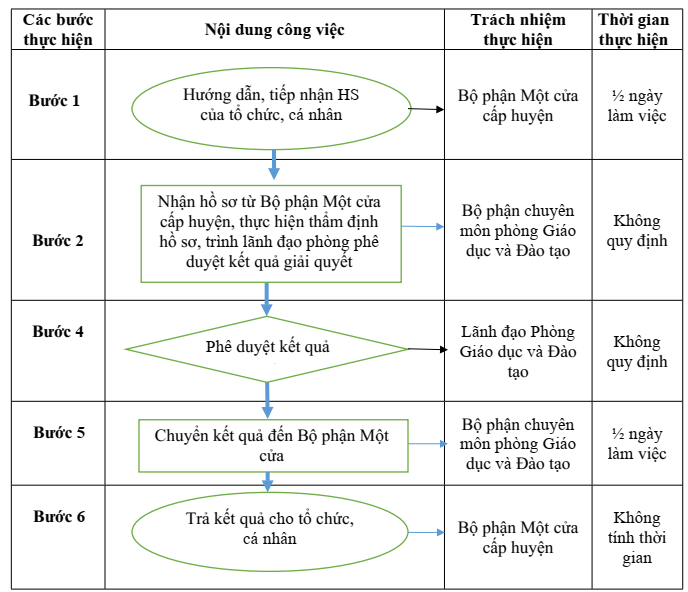 Các bước
thực hiện
Nội dung công việc
Trách nhiệm
thực hiện
Thời gian
thực hiện
Bước 1
Hướng dẫn, tiếp nhận HS
của tổ chức, cá nhân
Bộ phận Một cửa
cấp huyện
½ ngày
làm việc
Bước 2
Nhận hồ sơ từ Bộ phận Một cửa
cấp huyện, thực hiện thẩm định
hồ sơ, trình lãnh đạo phòng phê
duyệt kết quả giải quyết
Bộ phận chuyên
môn phòng Giáo
dục và Đào tạo
Không
quy định
Bước 4
Phê duyệt kết quả
Lãnh đạo Phòng
Giáo dục và Đào
tạo
Không
quy định
Bước 5
Chuyển kết quả đến Bộ phận Một
cửa
Bộ phận chuyên
môn phòng Giáo
dục và Đào tạo
½ ngày
làm việc
Bước 6
Trả kết quả cho tổ chức,
cá nhân
Bộ phận Một cửa
cấp huyện
Không
tính thời
gian